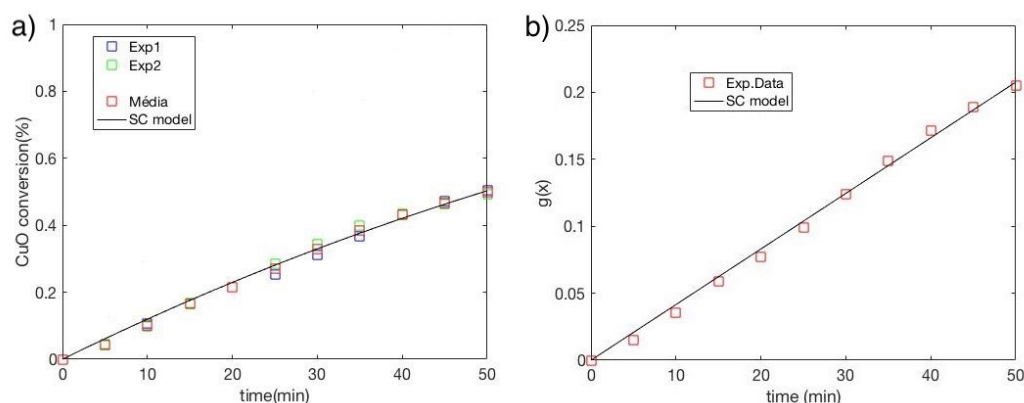 a)
CuO conversion(%)
1
0.8
0.6
0.4
0.2
0
Exp1
Exp2
Média
SC model
0 10 20 30 40 50
time(min)
b)
g(x)
0.25
0.2
0.15
0.1
0.05
0
Exp.Data
SC model
0 10 20 30 40 50
time (min)